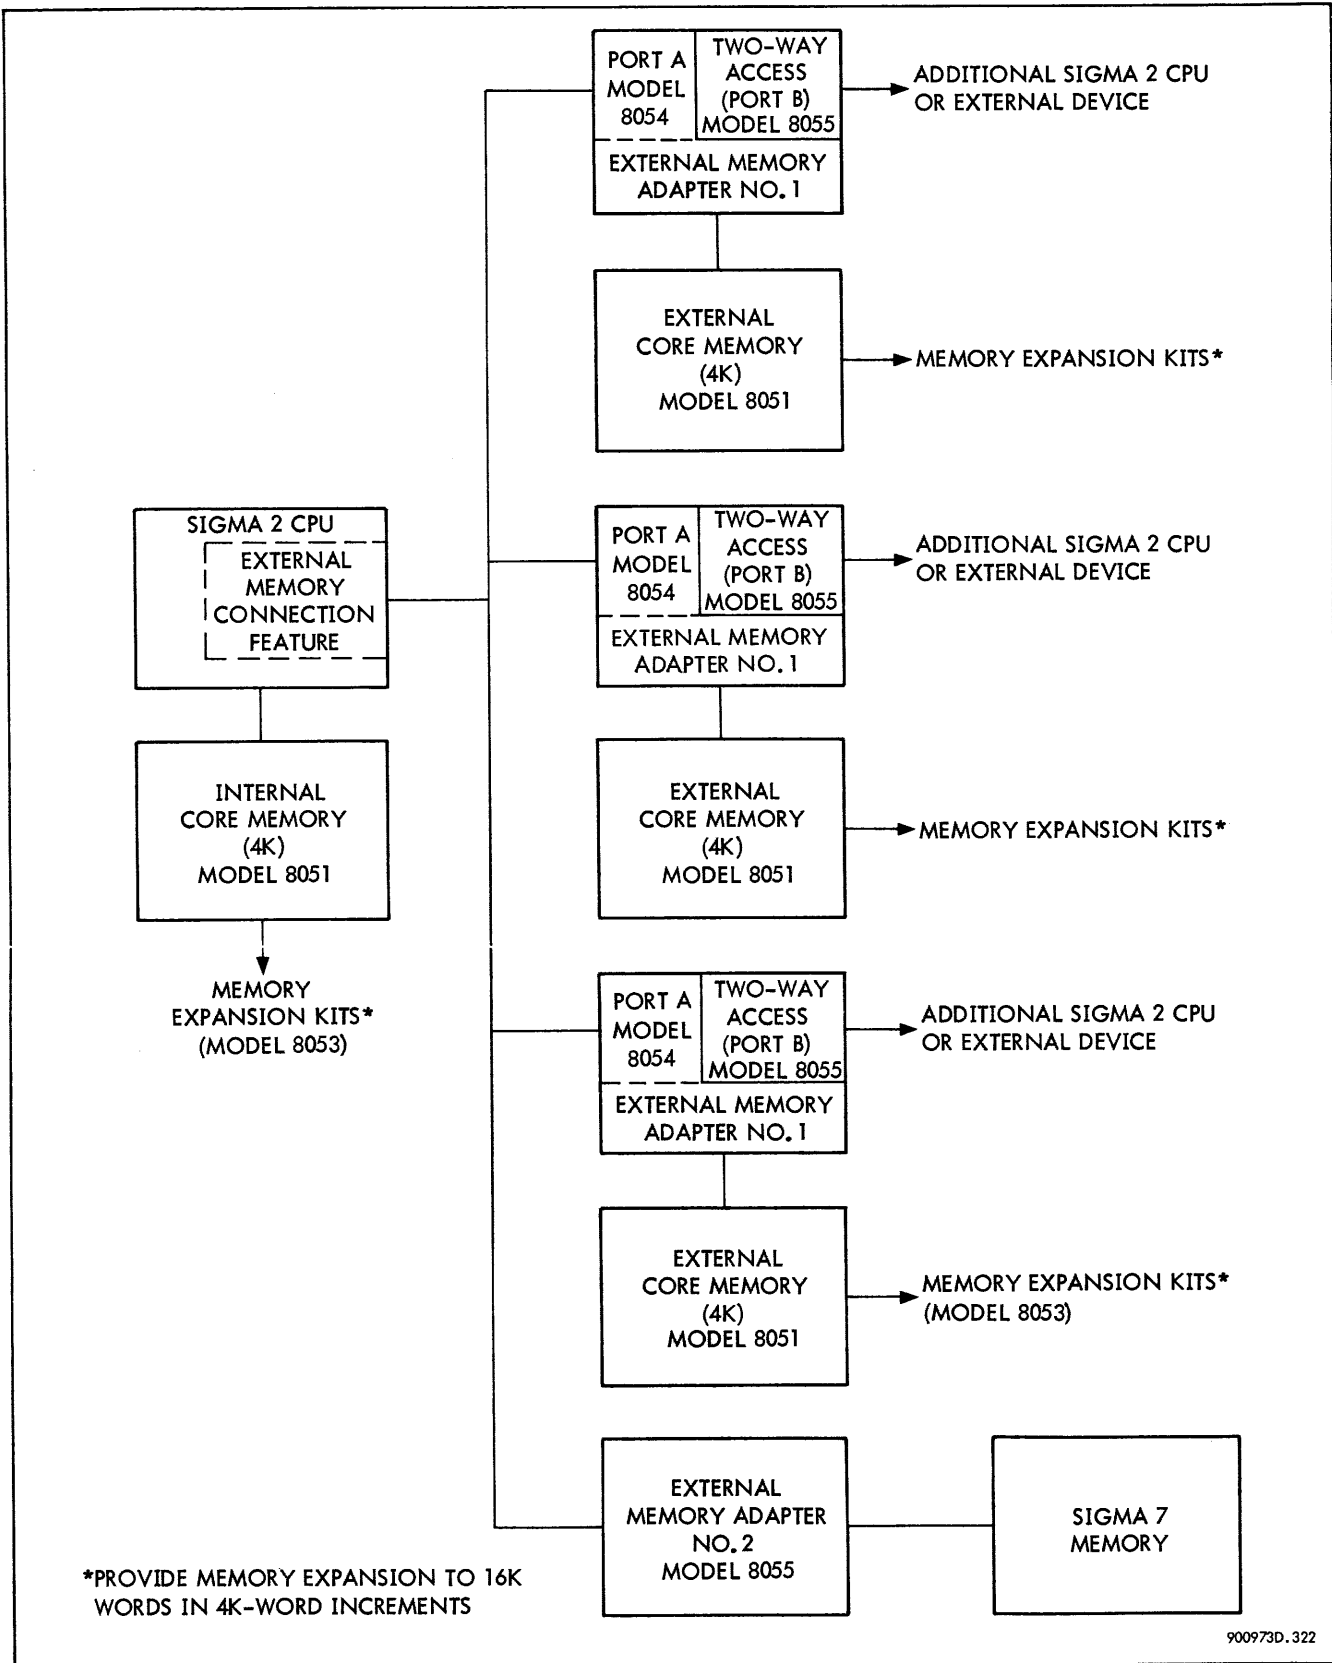 PORT A
MODEL
8054
TWO-WAY
ACCESS
(PORT B)
MODEL 8055
EXTERNAL MEMORY
ADAPTER NO. 1
ADDITIONAL SIGMA 2 CPU
OR EXTERNAL DEVICE
EXTERNAL
CORE MEMORY
(4K)
MODEL 8051
MEMORY EXPANSION KITS*
SIGMA 2 CPU
EXTERNAL
MEMORY
CONNECTION
FEATURE
PORT A
MODEL
8054
TWO-WAY
ACCESS
(PORT B)
MODEL 8055
EXTERNAL MEMORY
ADAPTER NO. 1
ADDITIONAL SIGMA 2 CPU
OR EXTERNAL DEVICE
INTERNAL
CORE MEMORY
(4K)
MODEL 8051
EXTERNAL
CORE MEMORY
(4K)
MODEL 8051
MEMORY EXPANSION KITS*
MEMORY
EXPANSION KITS*
(MODEL 8053)
PORT A
MODEL
8054
TWO-WAY
ACCESS
(PORT B)
MODEL 8055
EXTERNAL MEMORY
ADAPTER NO. 1
ADDITIONAL SIGMA 2 CPU
OR EXTERNAL DEVICE
EXTERNAL
CORE MEMORY
(4K)
MODEL 8051
MEMORY EXPANSION KITS*
(MODEL 8053)
EXTERNAL
MEMORY ADAPTER
NO. 2
MODEL 8055
SIGMA 7
MEMORY
*PROVIDE MEMORY EXPANSION TO 16K
WORDS IN 4K-WORD INCREMENTS
900973D.322